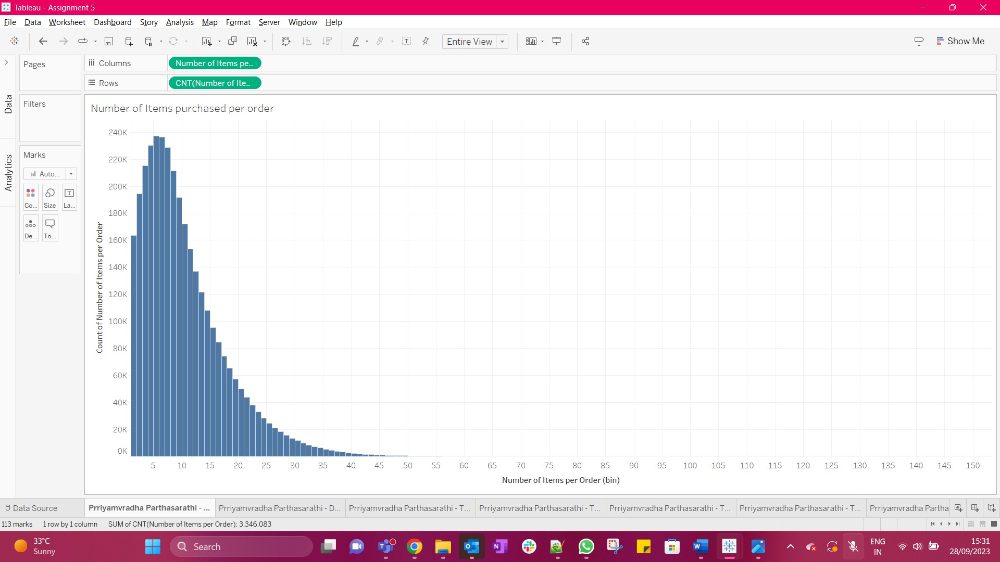 Tableau - Assignment 5
File Data Worksheet Dashboard Story Analysis Map Format Server Window Help
Entire View
Show Me
Pages
Columns
Number of Items pe..
Rows
CNT(Number of Ite..
Data
Analytics
Filters
Marks
Auto...
Co... Size La...
De... To...
Number of Items purchased per order
Count of Number of Items per Order
240K
220K
200K
180K
160K
140K
120K
100K
80K
60K
40K
20K
0K
5 10 15 20 25 30 35 40 45 50 55 60 65 70 75 80 85 90 95 100 105 110 115 120 125 130 135 140 145 150
Number of Items per Order (bin)
Data Source Prriyamvradha Parthasarathi - ... Prriyamvradha Parthasarathi - D... Prriyamvradha Parthasarathi - T... Prriyamvradha Parthasarathi - T... Prriyamvradha Parthasarathi - T... Prriyamvradha Parthasarathi - T... Prriyamvradha Partha
113 marks 1 row by 1 column SUM of CNT(Number of Items per Order): 3,346,083
33°C
Sunny
Search
ENG
IN
15:31
28/09/2023